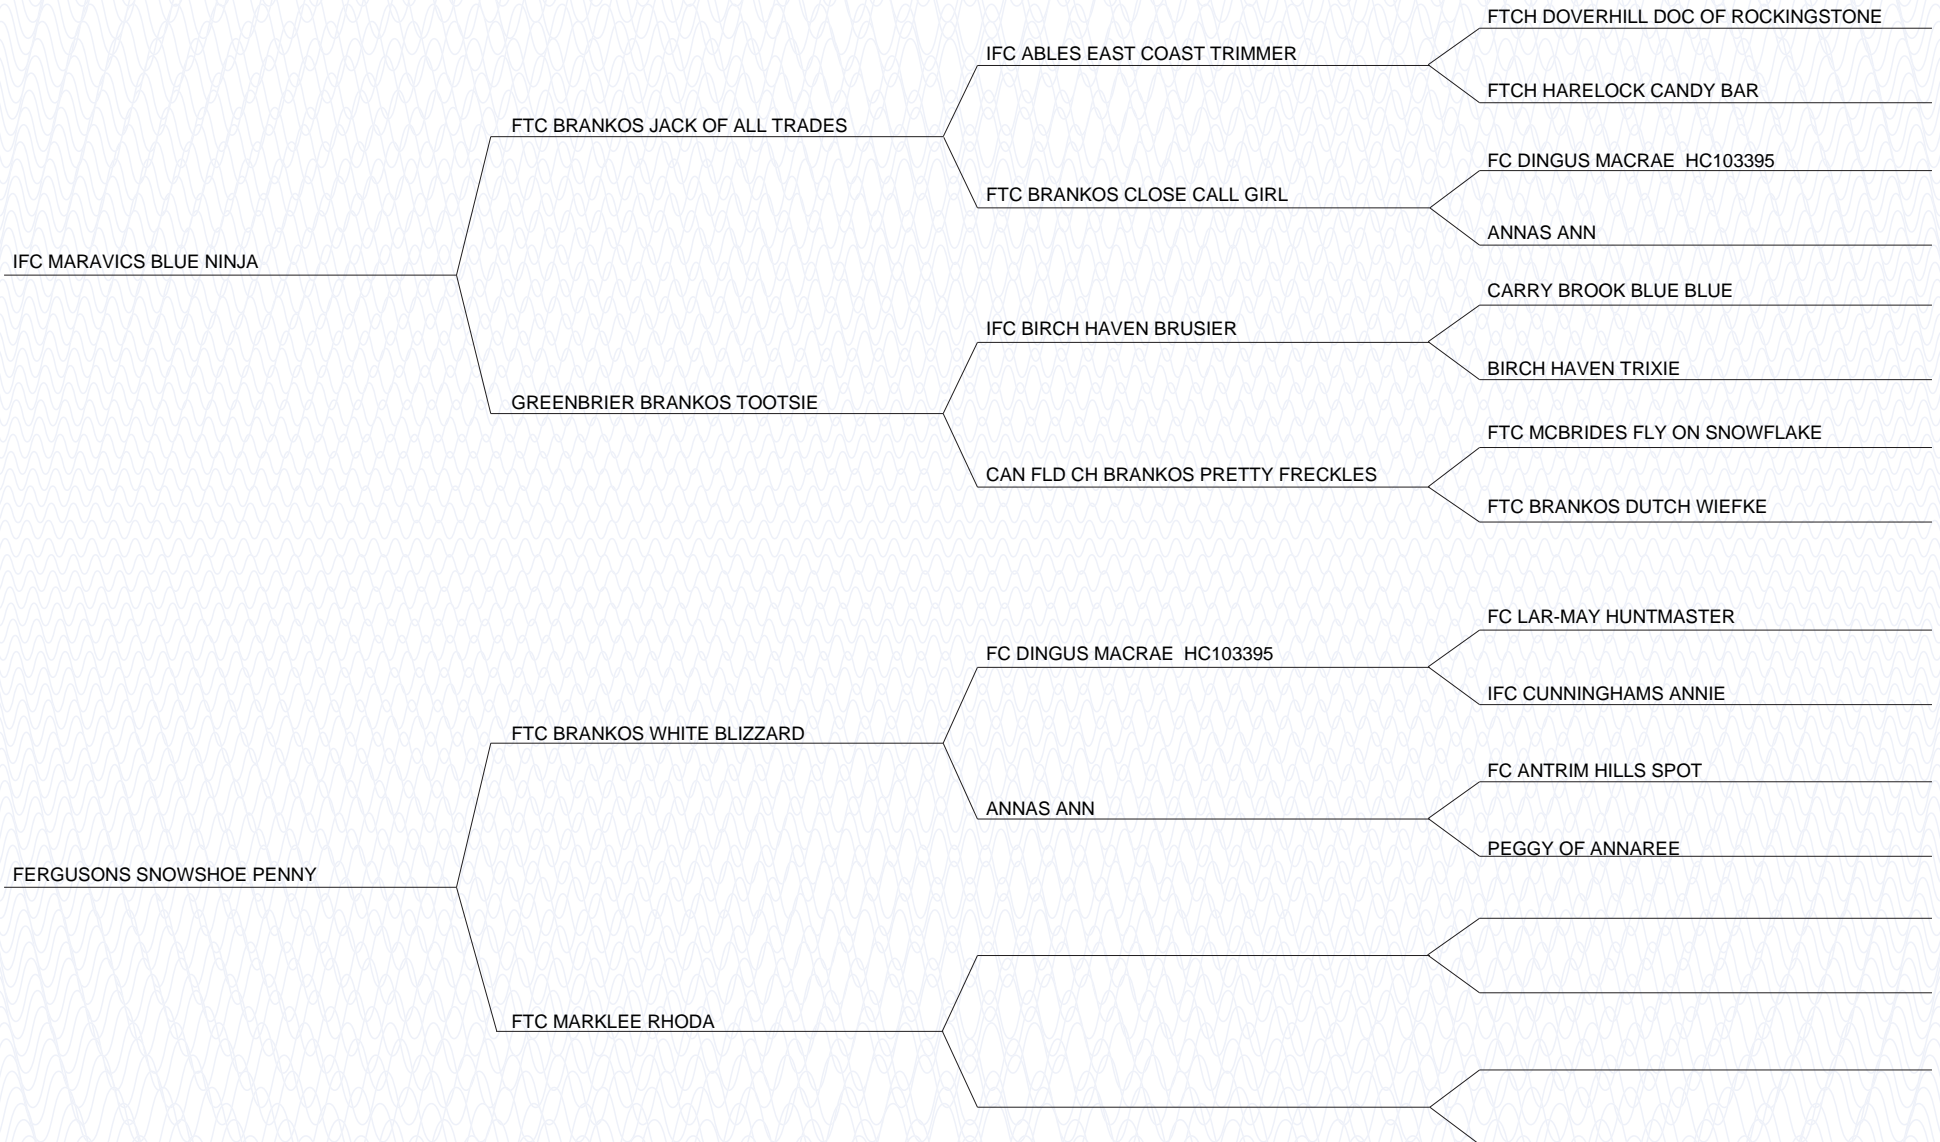 FTCH DOVERHILL DOC OF ROCKINGSTONE
IFC ABLES EAST COAST TRIMMER
FTCH HARELOCK CANDY BAR
FTC BRANKOS JACK OF ALL TRADES
FC DINGUS MACRAE  HC103395
FTC BRANKOS CLOSE CALL GIRL
ANNAS ANN
IFC MARAVICS BLUE NINJA
CARRY BROOK BLUE BLUE
IFC BIRCH HAVEN BRUSIER
BIRCH HAVEN TRIXIE
GREENBRIER BRANKOS TOOTSIE
FTC MCBRIDES FLY ON SNOWFLAKE
CAN FLD CH BRANKOS PRETTY FRECKLES
FTC BRANKOS DUTCH WIEFKE
FC LAR-MAY HUNTMASTER
FC DINGUS MACRAE  HC103395
IFC CUNNINGHAMS ANNIE
FTC BRANKOS WHITE BLIZZARD
FC ANTRIM HILLS SPOT
ANNAS ANN
PEGGY OF ANNAREE
FERGUSONS SNOWSHOE PENNY
FTC MARKLEE RHODA